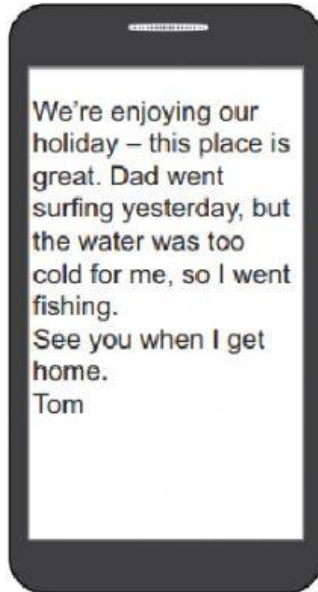 We're enjoying our
holiday – this place is
great. Dad went
surfing yesterday, but
the water was too
cold for me, so I went
fishing.
See you when I get
home.
Tom